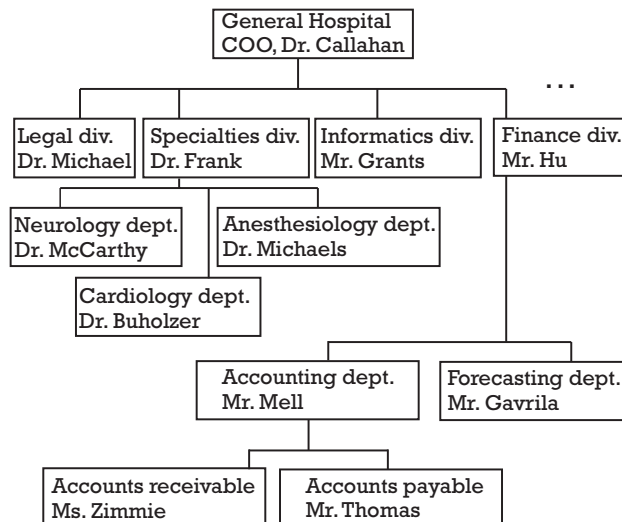 General Hospital
COO, Dr. Callahan
...
Legal div.
Dr. Michael
Specialties div.
Dr. Frank
Informatics div.
Mr. Grants
Finance div.
Mr. Hu
Neurology dept.
Dr. McCarthy
Anesthesiology dept.
Dr. Michaels
Cardiology dept.
Dr. Buholzer
Accounting dept.
Mr. Mell
Forecasting dept.
Mr. Gavrila
Accounts receivable
Ms. Zimmie
Accounts payable
Mr. Thomas